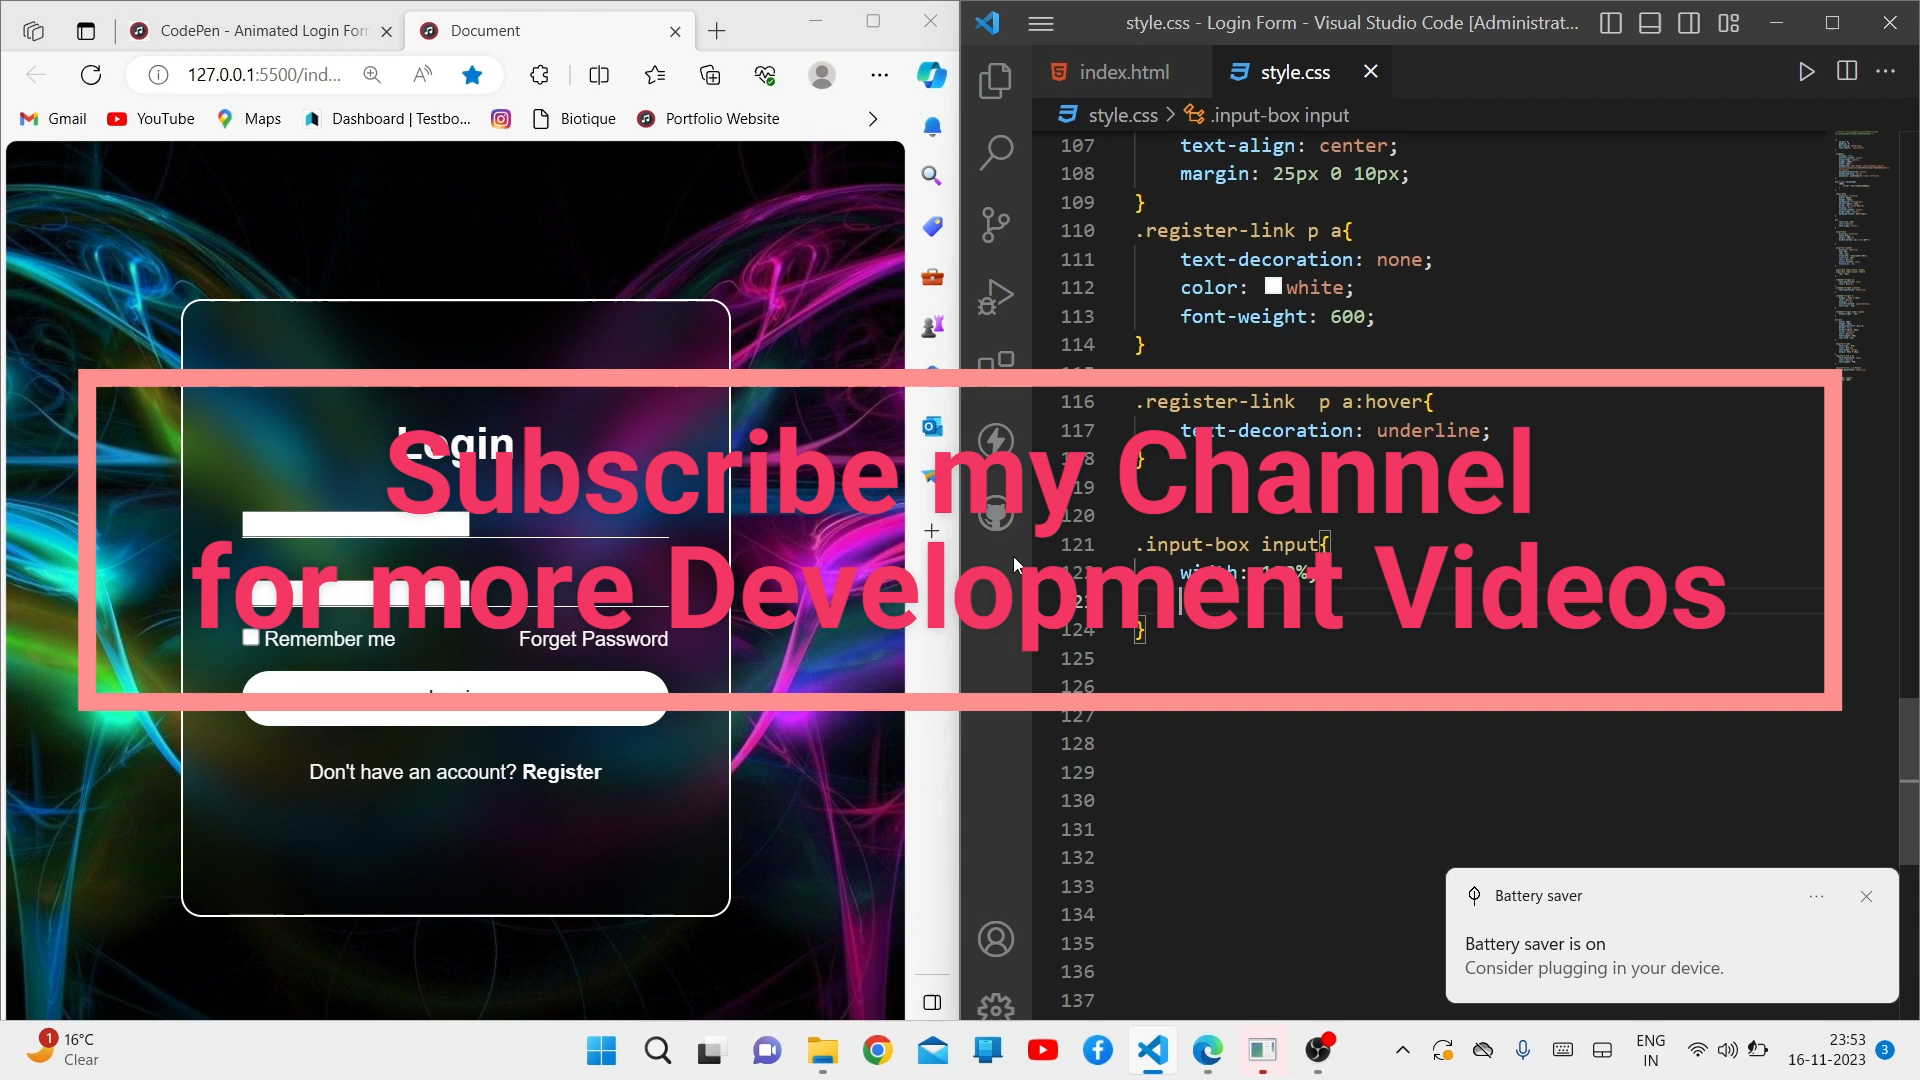 CodePen - Animated Login For
Document
127.0.0.1:5500/ind...
Gmail
YouTube
Maps
Dashboard | Testbo...
Biotique
Portfolio Website
Login
Remember me
Forget Password
Don't have an account? Register
style.css - Login Form - Visual Studio Code [Administrat...
index.html
style.css
style.css > .input-box input
107 text-align: center;
108 margin: 25px 0 10px;
109 }
110 .register-link p a{
111 text-decoration: none;
112 color: white;
113 font-weight: 600;
114 }
116 .register-link  p a:hover{
117 text-decoration: underline;
}
121 .input-box input{
width:
124 }
125
126
127
128
129
130
131
132
133
134
135
136
137
Subscribe my Channel
for more Development Videos
Battery saver
Battery saver is on
Consider plugging in your device.
1
16°C
Clear
ENG
IN
23:53
16-11-2023
3